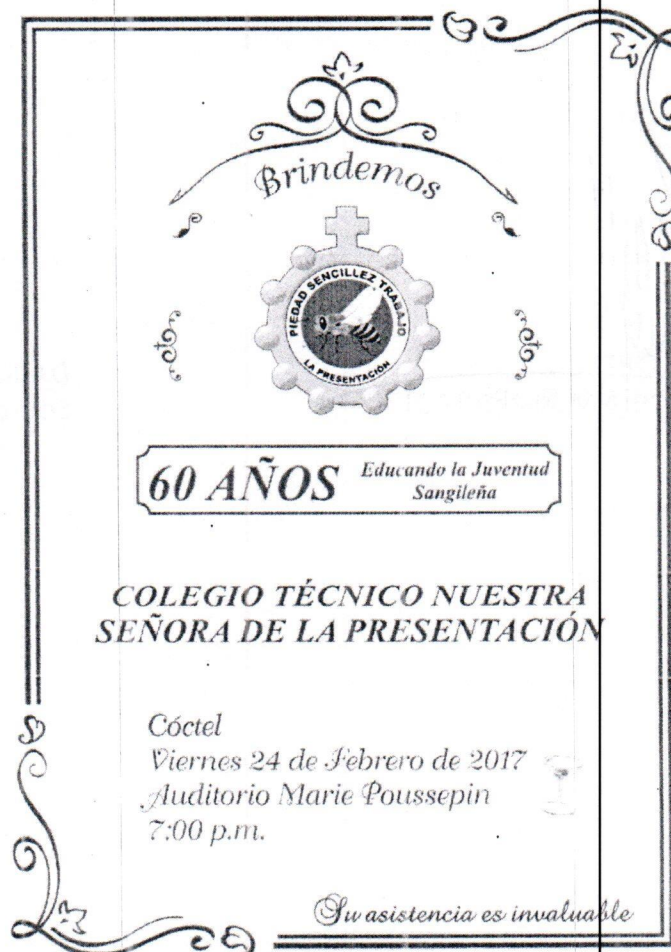 Brindemos
PIEDAD SENCILLEZ TRABAJO
LA PRESENTACIÓN
60 AÑOS
Educando la Juventud
Sangileña
COLEGIO TÉCNICO NUESTRA
SEÑORA DE LA PRESENTACIÓN
Cóctel
Viernes 24 de Febrero de 2017
Auditorio Marie Poussepin
7:00 p.m.
Su asistencia es invaluable